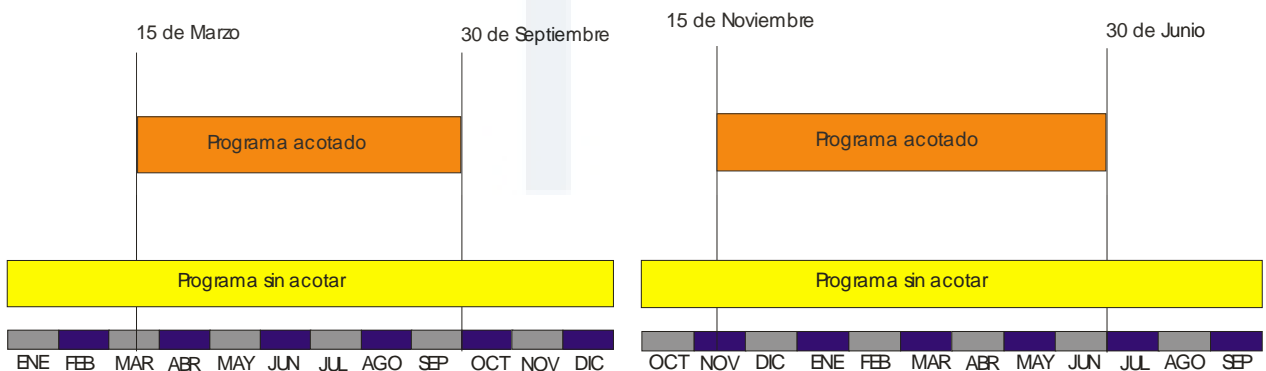 15 de Marzo
30 de Septiembre
Programa acotado
Programa sin acotar
ENE FEB MAR ABR MAY JUN JUL AGO SEP OCT NOV DIC
15 de Noviembre
30 de Junio
Programa acotado
Programa sin acotar
OCT NOV DIC ENE FEB MAR ABR MAY JUN JUL AGO SEP